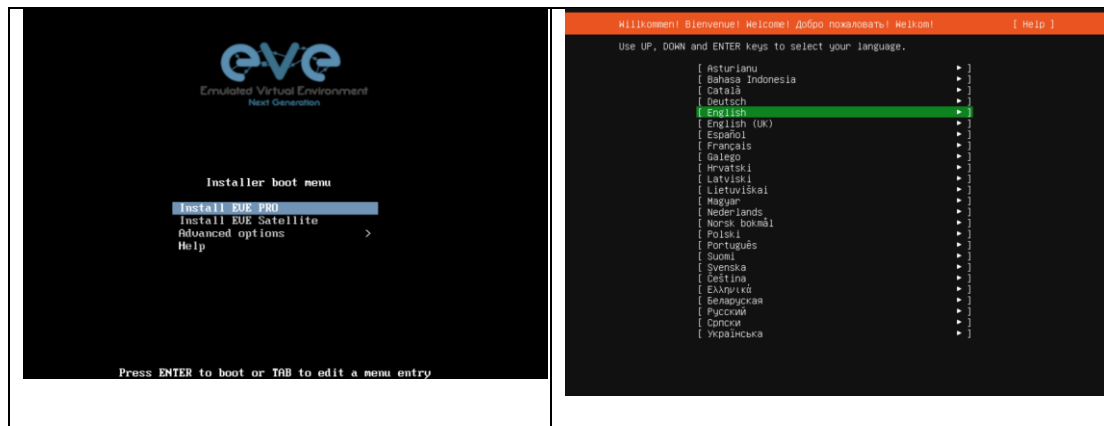 eve
Emulated Virtual Environment
Next Generation
Installer boot menu
Install EVE PRO
Install EVE Satellite
Advanced options >
Help
Press ENTER to boot or TAB to edit a menu entry
Willkommen! Bienvenue! Welcome! Добро пожаловать! Welkom! [ Help ]
Use UP, DOWN and ENTER keys to select your language.
[ Asturianu ► ]
[ Bahasa Indonesia ► ]
[ Català ► ]
[ Deutsch ► ]
[ English ► ]
[ English (UK) ► ]
[ Español ► ]
[ Français ► ]
[ Galego ► ]
[ Hrvatski ► ]
[ Latviski ► ]
[ Lietuviškai ► ]
[ Magyar ► ]
[ Nederlands ► ]
[ Norsk bokmål ► ]
[ Polski ► ]
[ Português ► ]
[ Suomi ► ]
[ Svenska ► ]
[ Čeština ► ]
[ Ελληνικά ► ]
[ Беларуская ► ]
[ Русский ► ]
[ Српски ► ]
[ Українська ► ]